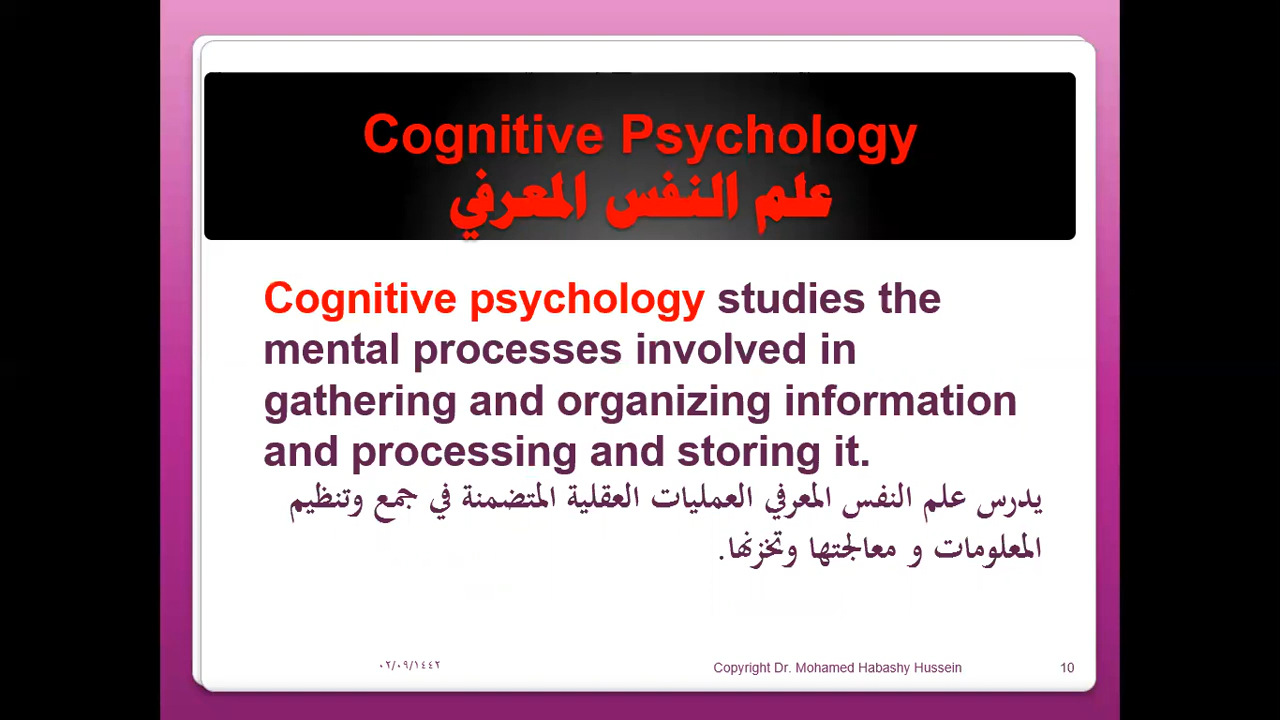 Cognitive Psychology
علم النفس المعرفي
Cognitive psychology studies the
mental processes involved in
gathering and organizing information
and processing and storing it.
يدرس علم النفس المعرفي العمليات العقلية المتضمنة في جمع وتنظيم
المعلومات و معالجتها وتخزنها.
٠٢/٠٩/١٤٤٢
Copyright Dr. Mohamed Habashy Hussein
10